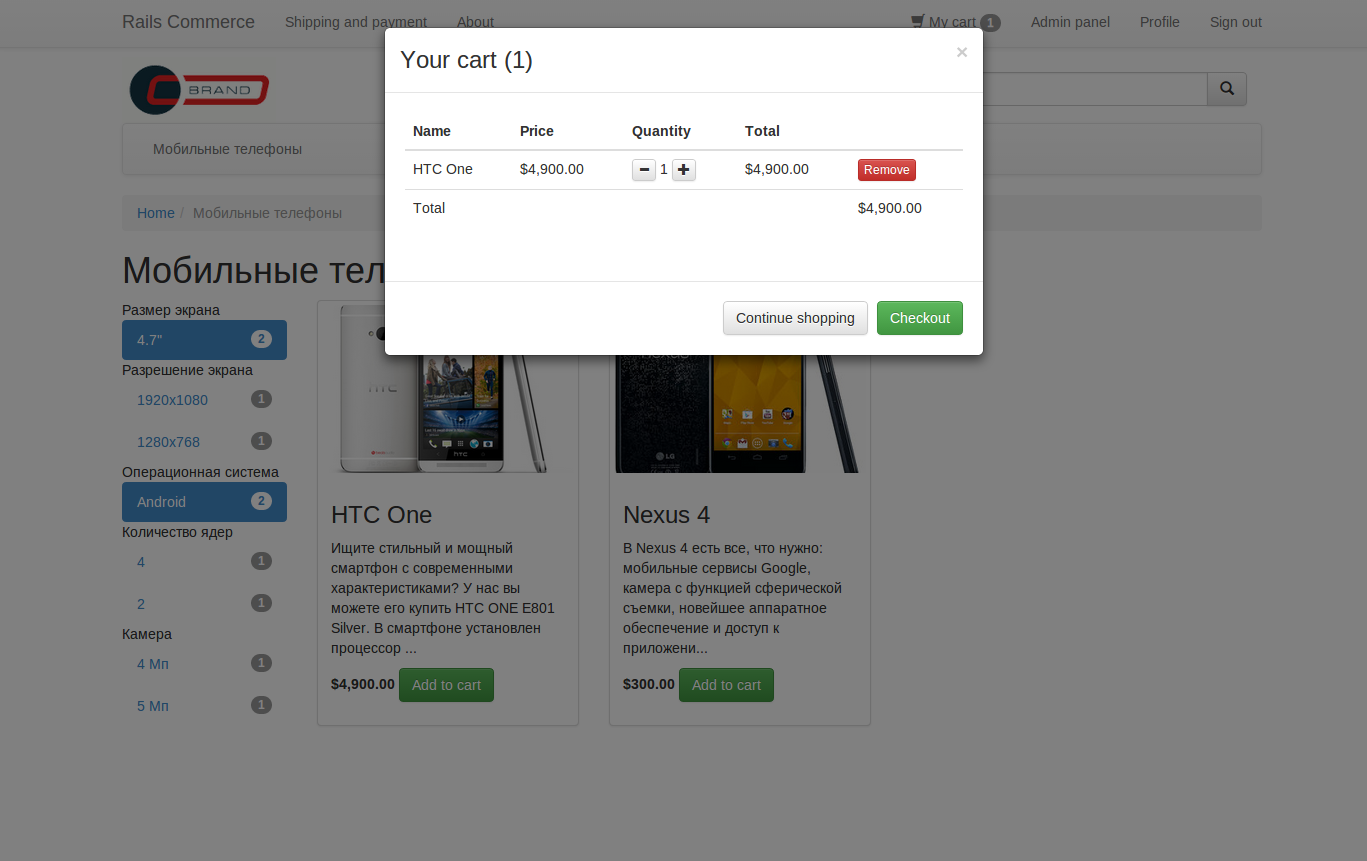 Rails Commerce Shipping and payment About My cart 1 Admin panel Profile Sign out
Your cart (1) ×
BRAND
Name Price Quantity Total
HTC One $4,900.00 1 $4,900.00 Remove
Total $4,900.00
Continue shopping Checkout
Мобильные телефоны
Home / Мобильные телефоны
Мобильные тел
Размер экрана
4.7" 2
Разрешение экрана
1920x1080 1
1280x768 1
Операционная система
Android 2
Количество ядер
4 1
2 1
Камера
4 Мп 1
5 Мп 1
hTC
hTC
HTC One
Ищите стильный и мощный
смартфон с современными
характеристиками? У нас вы
можете его купить HTC ONE E801
Silver. В смартфоне установлен
процессор ...
$4,900.00 Add to cart
nexus
LG
Nexus 4
В Nexus 4 есть все, что нужно:
мобильные сервисы Google,
камера с функцией сферической
съемки, новейшее аппаратное
обеспечение и доступ к
приложени...
$300.00 Add to cart